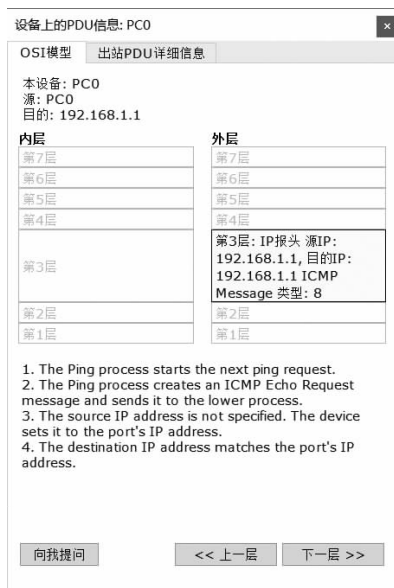 设备上的PDU信息: PC0
×
OSI模型 出站PDU详细信息
本设备: PC0
源: PC0
目的: 192.168.1.1
内层 外层
第7层 第7层
第6层 第6层
第5层 第5层
第4层 第4层
第3层
第3层: IP报头 源IP:
192.168.1.1, 目的IP:
192.168.1.1 ICMP
Message 类型: 8
第2层 第2层
第1层 第1层
1. The Ping process starts the next ping request.
2. The Ping process creates an ICMP Echo Request
message and sends it to the lower process.
3. The source IP address is not specified. The device
sets it to the port's IP address.
4. The destination IP address matches the port's IP
address.
向我提问 << 上一层 下一层 >>